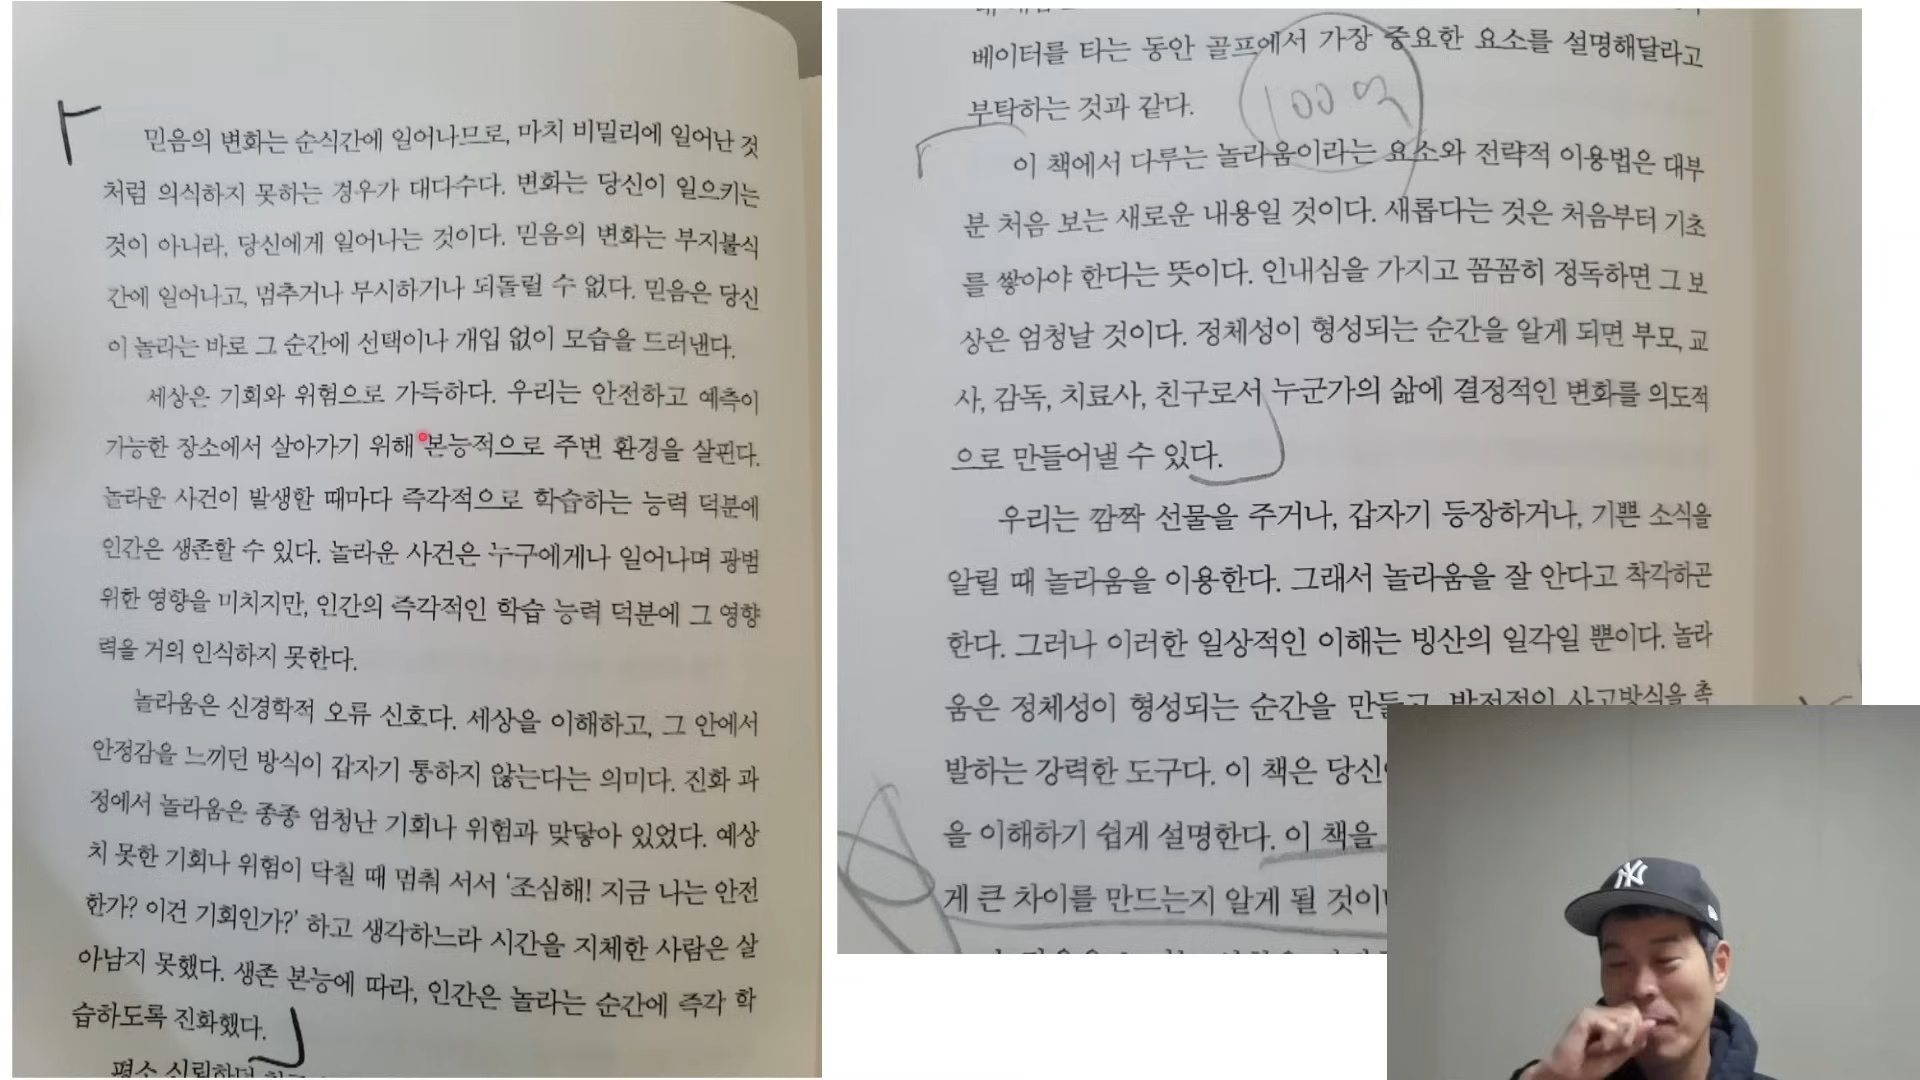 믿음의 변화는 순식간에 일어나므로, 마치 비밀리에 일어난 것
처럼 의식하지 못하는 경우가 대다수다. 변화는 당신이 일으키는
것이 아니라, 당신에게 일어나는 것이다. 믿음의 변화는 부지불식
간에 일어나고, 멈추거나 무시하거나 되돌릴 수 없다. 믿음은 당신
이 놀라는 바로 그 순간에 선택이나 개입 없이 모습을 드러낸다.
세상은 기회와 위험으로 가득하다. 우리는 안전하고 예측이
가능한 장소에서 살아가기 위해 본능적으로 주변 환경을 살핀다.
놀라운 사건이 발생할 때마다 즉각적으로 학습하는 능력 덕분에
인간은 생존할 수 있다. 놀라운 사건은 누구에게나 일어나며 광범
위한 영향을 미치지만, 인간의 즉각적인 학습 능력 덕분에 그 영향
력을 거의 인식하지 못한다.
놀라움은 신경학적 오류 신호다. 세상을 이해하고, 그 안에서
안정감을 느끼던 방식이 갑자기 통하지 않는다는 의미다. 진화 과
정에서 놀라움은 종종 엄청난 기회나 위험과 맞닿아 있었다. 예상
치 못한 기회나 위험이 닥칠 때 멈춰 서서 ‘조심해! 지금 나는 안전
한가? 이건 기회인가?’ 하고 생각하느라 시간을 지체한 사람은 살
아남지 못했다. 생존 본능에 따라, 인간은 놀라는 순간에 즉각 학
습하도록 진화했다.
평소 신뢰하던
베이터를 타는 동안 골프에서 가장 중요한 요소를 설명해달라고
부탁하는 것과 같다.
100억
이 책에서 다루는 놀라움이라는 요소와 전략적 이용법은 대부
분 처음 보는 새로운 내용일 것이다. 새롭다는 것은 처음부터 기초
를 쌓아야 한다는 뜻이다. 인내심을 가지고 꼼꼼히 정독하면 그 보
상은 엄청날 것이다. 정체성이 형성되는 순간을 알게 되면 부모, 교
사, 감독, 치료사, 친구로서 누군가의 삶에 결정적인 변화를 의도적
으로 만들어낼 수 있다.
우리는 깜짝 선물을 주거나, 갑자기 등장하거나, 기쁜 소식을
알릴 때 놀라움을 이용한다. 그래서 놀라움을 잘 안다고 착각하곤
한다. 그러나 이러한 일상적인 이해는 빙산의 일각일 뿐이다. 놀라
움은 정체성이 형성되는 순간을 만들고, 발전적인 사고방식을 촉
발하는 강력한 도구다. 이 책은 당신
을 이해하기 쉽게 설명한다. 이 책을
게 큰 차이를 만드는지 알게 될 것이
NY